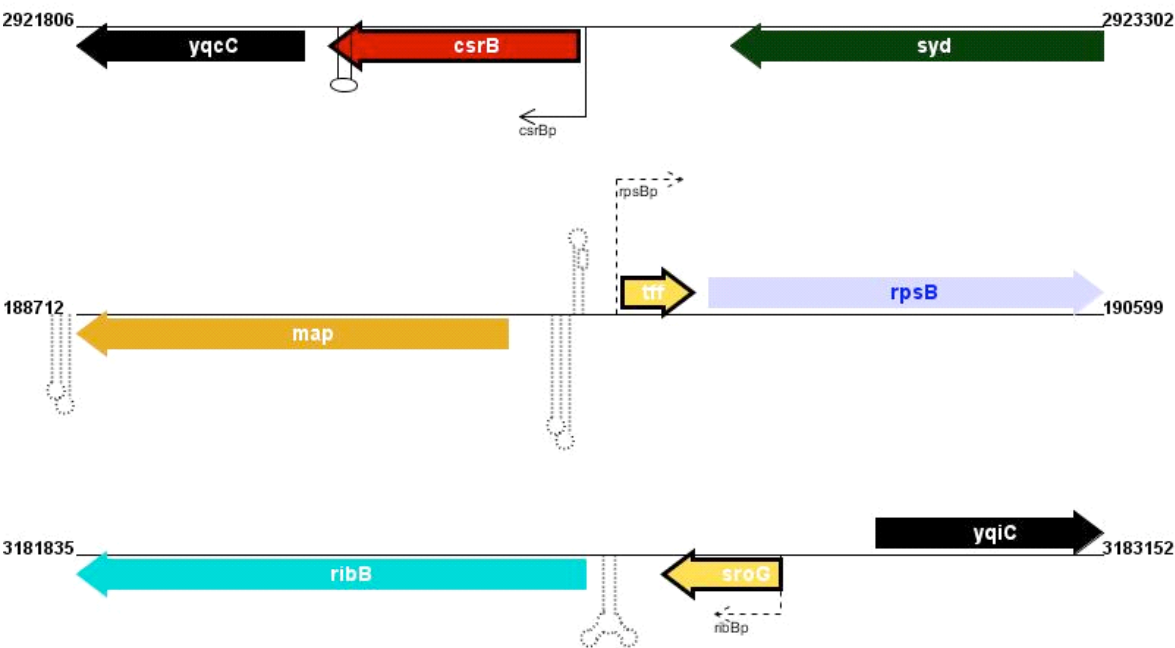 2921806 2923302
yqcC csrB syd
csrBp
rpsBp
tff rpsB
188712 190599
map
yqiC
3181835 3183152
ribB sroG
ribBp